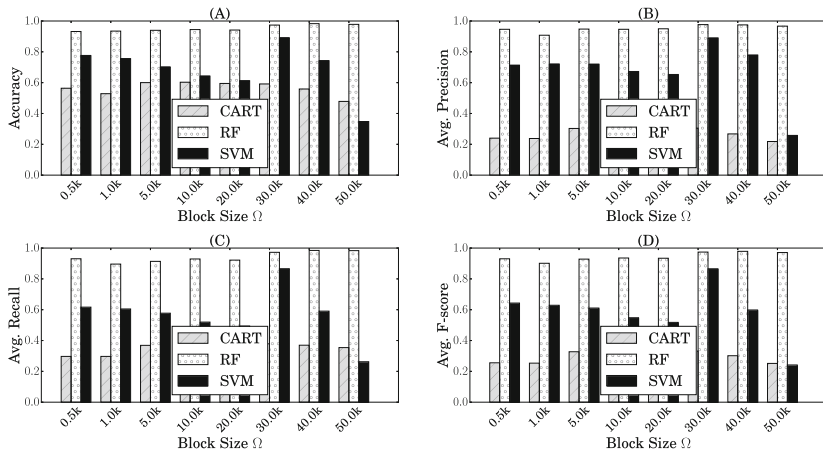 (A)
1.0
0.8
0.6
0.4
0.2
0.0
Accuracy
CART
RF
SVM
0.5k 1.0k 5.0k 10.0k 20.0k 30.0k 40.0k 50.0k
Block Size Ω
(B)
1.0
0.8
0.6
0.4
0.2
0.0
Avg. Precision
CART
RF
SVM
0.5k 1.0k 5.0k 10.0k 20.0k 30.0k 40.0k 50.0k
Block Size Ω
(C)
1.0
0.8
0.6
0.4
0.2
0.0
Avg. Recall
CART
RF
SVM
0.5k 1.0k 5.0k 10.0k 20.0k 30.0k 40.0k 50.0k
Block Size Ω
(D)
1.0
0.8
0.6
0.4
0.2
0.0
Avg. F-score
CART
RF
SVM
0.5k 1.0k 5.0k 10.0k 20.0k 30.0k 40.0k 50.0k
Block Size Ω